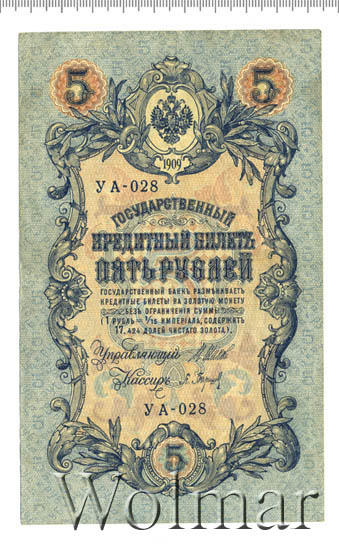 5 5
1909
УА-028
ГОСУДАРСТВЕННЫЙ
КРЕДИТНЫЙ БИЛЕТЪ
ПЯТЬ РУБЛЕЙ
ГОСУДАРСТВЕННЫЙ БАНКЪ РАЗМѢНИВАЕТЪ
КРЕДИТНЫЕ БИЛЕТЫ НА ЗОЛОТУЮ МОНЕТУ
БЕЗЪ ОГРАНИЧЕНІЯ СУММЫ
(1 РУБЛЬ = 1/15 ИМПЕРІАЛА, СОДЕРЖИТЪ
17,424 ДОЛЕЙ ЧИСТАГО ЗОЛОТА).
Управляющій
Кассиръ
УА-028
5
Wolmar